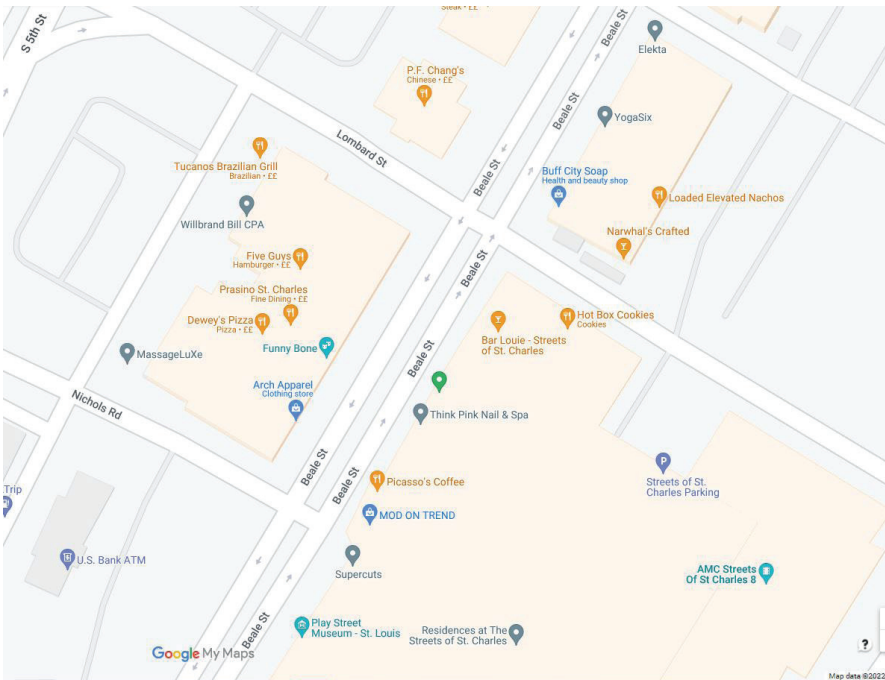 Steak • ££
S 5th St
Beale St
Elekta
P.F. Chang's
Chinese • ££
Beale St
YogaSix
Lombard St
Tucanos Brazilian Grill
Brazilian • ££
Beale St
Buff City Soap
Health and beauty shop
Loaded Elevated Nachos
Willbrand Bill CPA
Narwhal's Crafted
Five Guys
Hamburger • ££
Beale St
Prasino St. Charles
Fine Dining • ££
Hot Box Cookies
Cookies
Dewey's Pizza
Pizza • ££
Bar Louie - Streets
of St. Charles
Funny Bone
MassageLuXe
Beale St
Arch Apparel
Clothing store
Nichols Rd
Think Pink Nail & Spa
Beale St
Beale St
Picasso's Coffee
Streets of St.
Charles Parking
Trip
MOD ON TREND
U.S. Bank ATM
Supercuts
AMC Streets
Of St Charles 8
Play Street
Museum - St. Louis
Beale St
Residences at The
Streets of St. Charles
Google My Maps
?
Map data ©2022